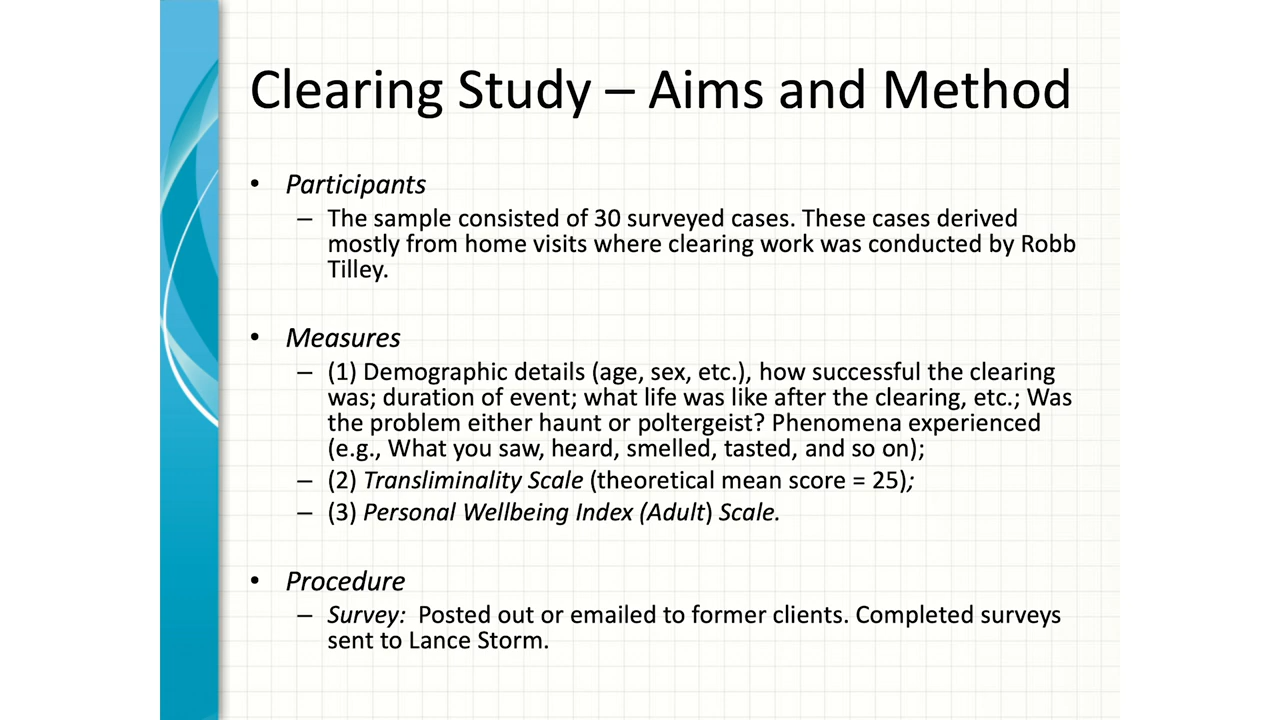 Clearing Study – Aims and Method
• Participants
– The sample consisted of 30 surveyed cases. These cases derived
mostly from home visits where clearing work was conducted by Robb
Tilley.
• Measures
– (1) Demographic details (age, sex, etc.), how successful the clearing
was; duration of event; what life was like after the clearing, etc.; Was
the problem either haunt or poltergeist? Phenomena experienced
(e.g., What you saw, heard, smelled, tasted, and so on);
– (2) Transliminality Scale (theoretical mean score = 25);
– (3) Personal Wellbeing Index (Adult) Scale.
• Procedure
– Survey: Posted out or emailed to former clients. Completed surveys
sent to Lance Storm.